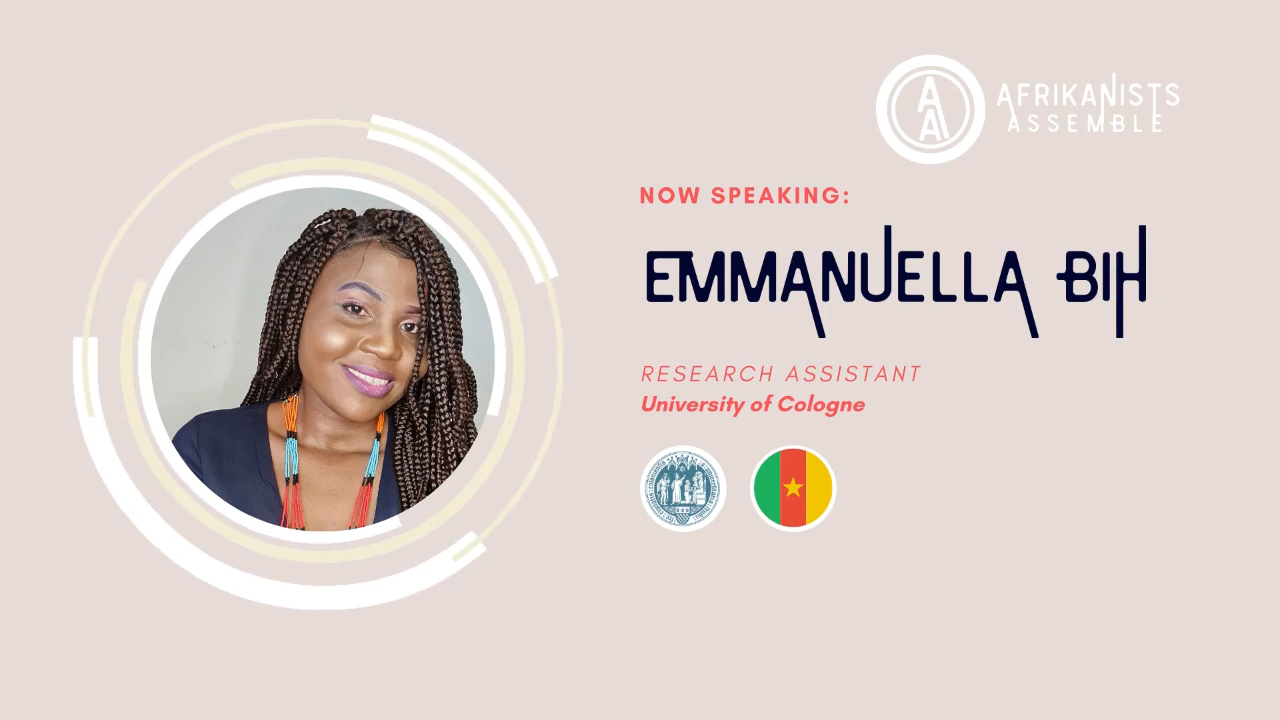 AFRIKANISTS
ASSEMBLE
NOW SPEAKING:
EMMANUELLA BIH
RESEARCH ASSISTANT
University of Cologne